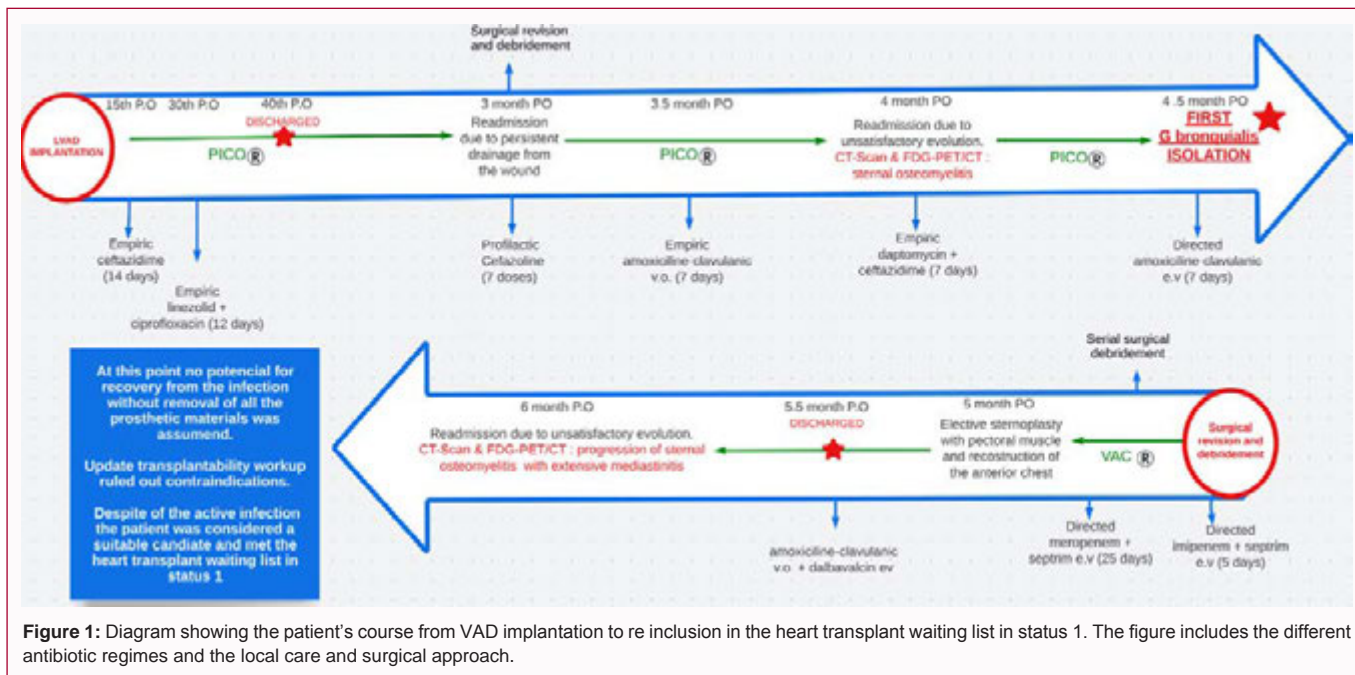 Surgical revision
and debridement
15th P.O 30th P.O 40th P.O
DISCHARGED
3 month PO
3.5 month PO
4 month PO
4 .5 month PO
LVAD
IMPLANTATION
PICO®
Readmission
due to persistent
drainage from
the wound
PICO®
Readmission due to
unsatisfactory evolution.
CT-Scan & FDG-PET/CT :
sternal osteomyelitis
PICO®
FIRST
G bronquialis
ISOLATION
Empiric
ceftazidime
(14 days)
Empiric
linezolid +
ciprofloxacin (12 days)
Profilactic
Cefazoline
(7 doses)
Empiric
amoxiciline-clavulanic
v.o. (7 days)
Empiric
daptomycin +
ceftazidime (7 days)
Directed
amoxiciline-clavulanic
e.v (7 days)
At this point no potencial for
recovery from the infection
without removal of all the
prosthetic materials was
assumend.
Update transplantability workup
ruled out contraindications.
Despite of the active infection
the patient was considered a
suitable candiate and met the
heart transplant waiting list in
status 1
Serial surgical
debridement
6 month P.O
5.5 month P.O
DISCHARGED
5 month PO
Readmission due to unsatisfactory evolution.
CT-Scan & FDG-PET/CT : progression of sternal
osteomyelitis with extensive mediastinitis
Elective sternoplasty
with pectoral muscle
and recostruction of
the anterior chest
VAC ®
Surgical
revision and
debridement
amoxiciline-clavulanic
v.o. + dalbavalcin ev
Directed
meropenem +
septrim e.v (25 days)
Directed
imipenem + septrim
e.v (5 days)
Figure 1: Diagram showing the patient's course from VAD implantation to re inclusion in the heart transplant waiting list in status 1. The figure includes the different
antibiotic regimes and the local care and surgical approach.